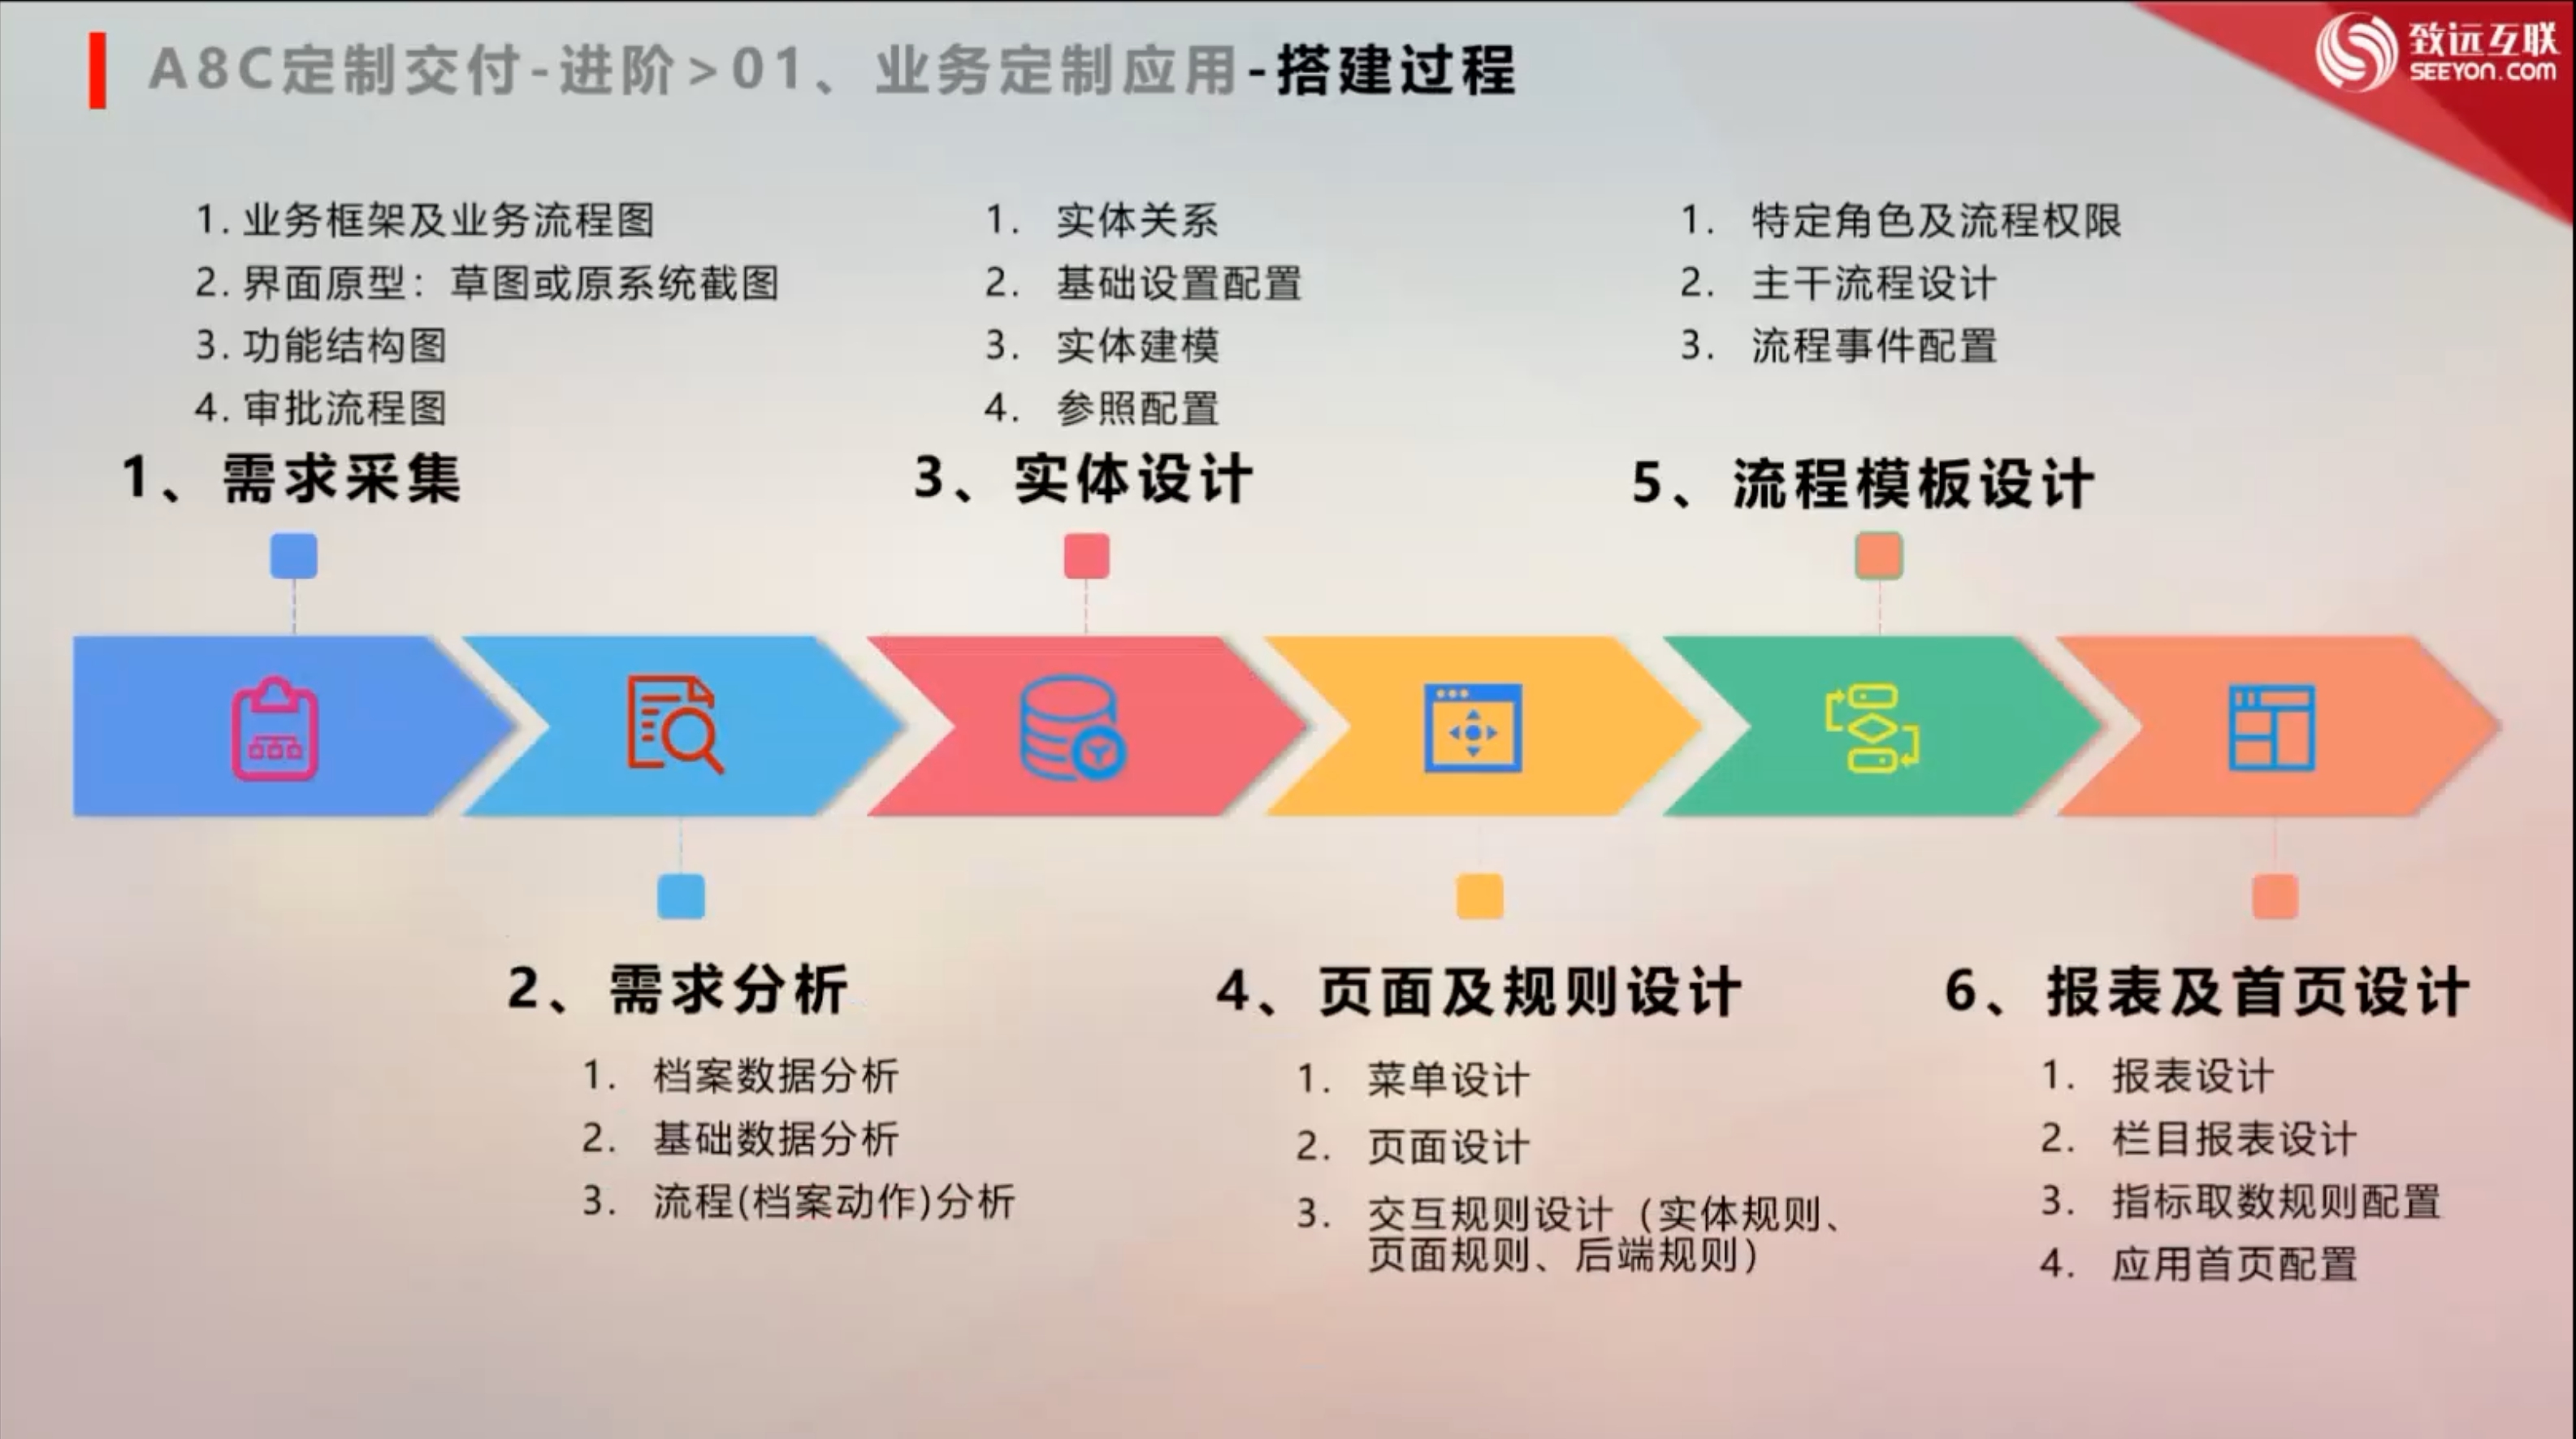 A8C定制交付-进阶>01、业务定制应用-搭建过程
致远互联
SEEYON.COM
1. 业务框架及业务流程图
2. 界面原型：草图或原系统截图
3. 功能结构图
4. 审批流程图
1、需求采集
1. 实体关系
2. 基础设置配置
3. 实体建模
4. 参照配置
3、实体设计
1. 特定角色及流程权限
2. 主干流程设计
3. 流程事件配置
5、流程模板设计
2、需求分析
1. 档案数据分析
2. 基础数据分析
3. 流程(档案动作)分析
4、页面及规则设计
1. 菜单设计
2. 页面设计
3. 交互规则设计（实体规则、
页面规则、后端规则）
6、报表及首页设计
1. 报表设计
2. 栏目报表设计
3. 指标取数规则配置
4. 应用首页配置